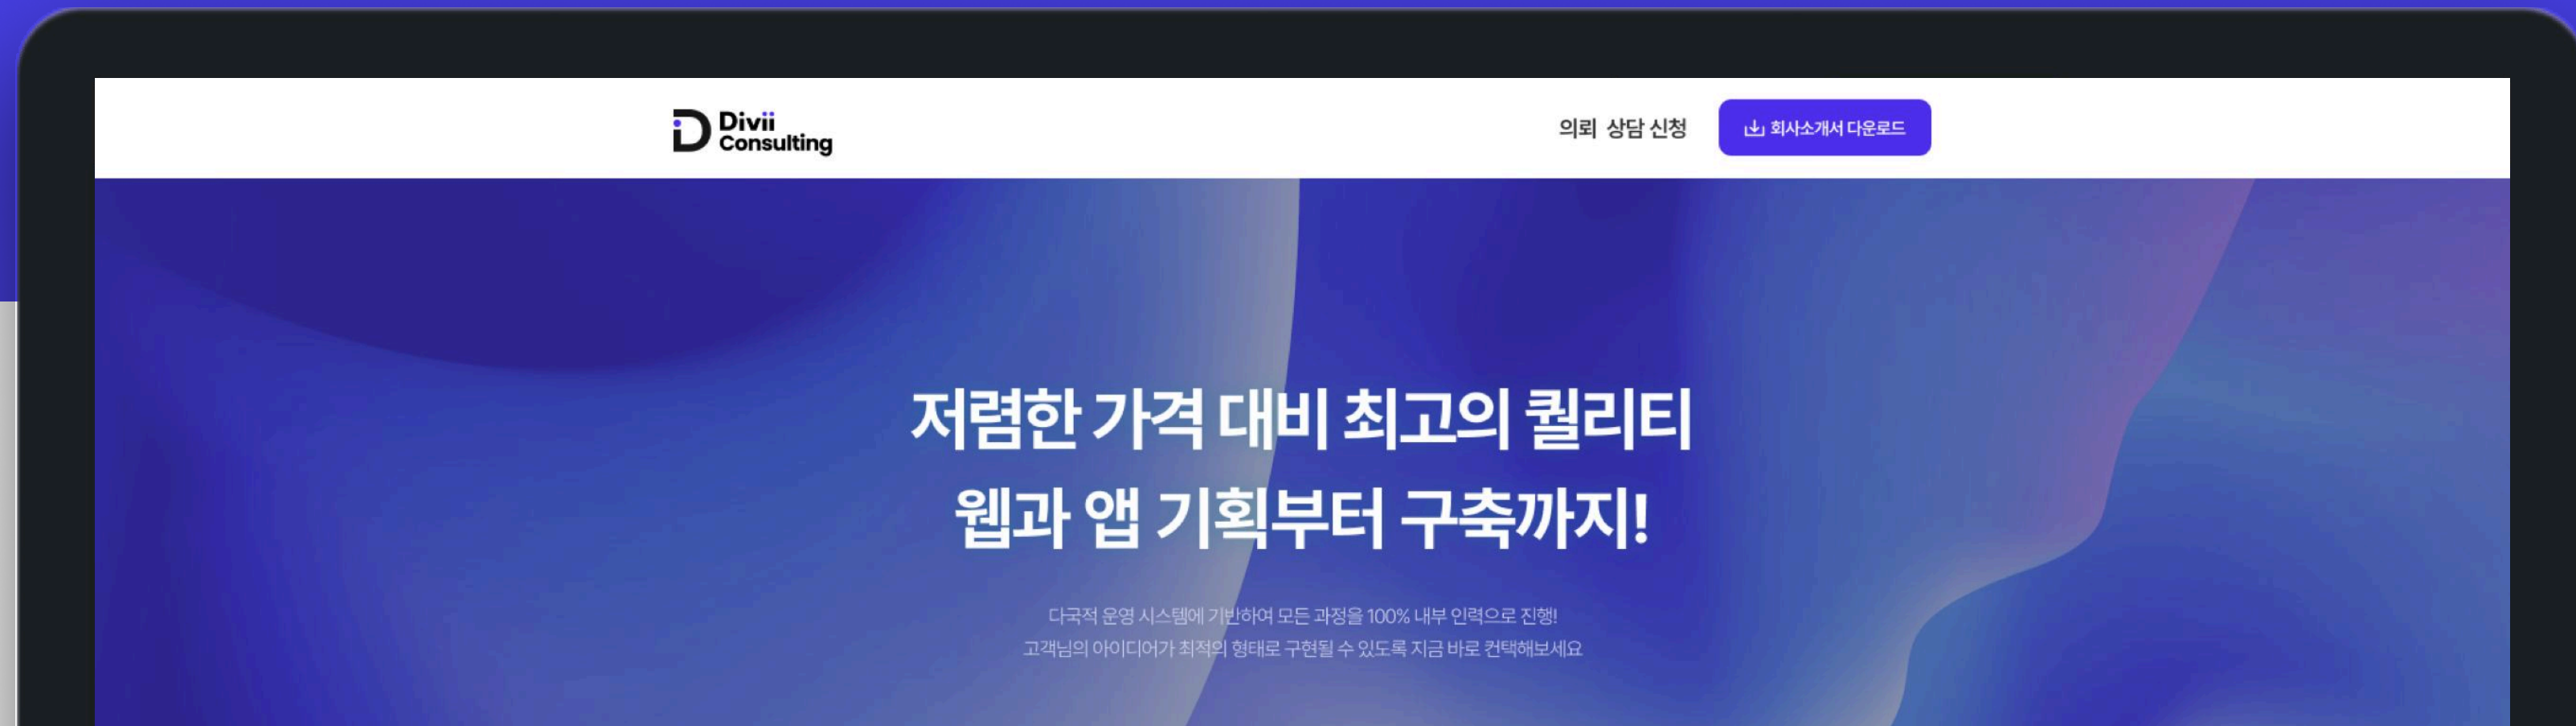 Divii
Consulting
의뢰 상담 신청
회사소개서 다운로드
저렴한 가격 대비 최고의 퀄리티
웹과 앱 기획부터 구축까지!
다국적 운영 시스템에 기반하여 모든 과정을 100% 내부 인력으로 진행!
고객님의 아이디어가 최적의 형태로 구현될 수 있도록 지금 바로 컨택해보세요